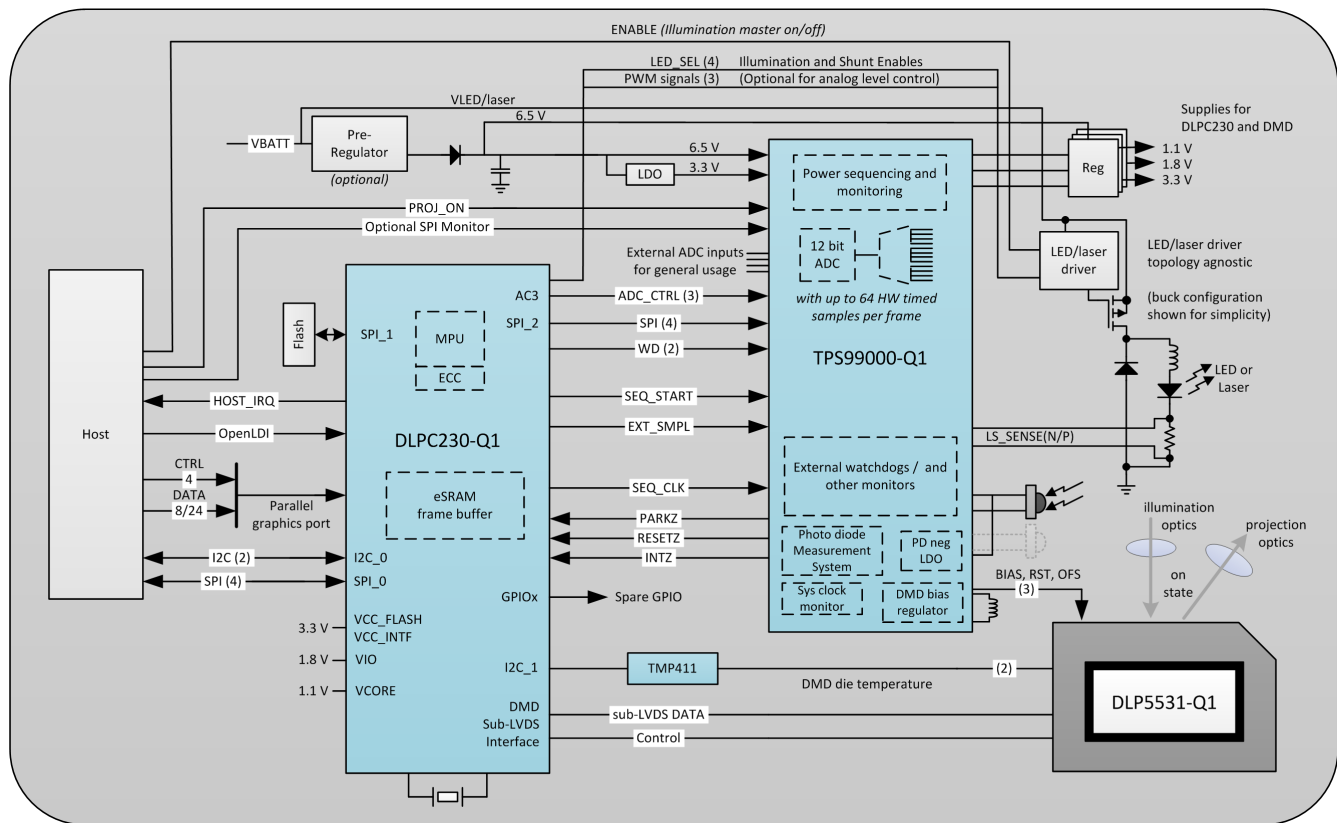 ENABLE (Illumination master on/off)
LED_SEL (4) Illumination and Shunt Enables
PWM signals (3) (Optional for analog level control)
VLED/laser
6.5 V
VBATT
Pre-
Regulator
(optional)
LDO
6.5 V
3.3 V
Power sequencing and
monitoring
Reg
Supplies for
DLPC230 and DMD
1.1 V
1.8 V
3.3 V
PROJ_ON
Optional SPI Monitor
External ADC inputs
for general usage
12 bit
ADC
with up to 64 HW timed
samples per frame
TPS99000-Q1
LED/laser
driver
LED/laser driver
topology agnostic
(buck configuration
shown for simplicity)
LED or
Laser
LS_SENSE(N/P)
Host
Flash
SPI_1
MPU
ECC
AC3
SPI_2
ADC_CTRL (3)
SPI (4)
WD (2)
SEQ_START
EXT_SMPL
SEQ_CLK
PARKZ
RESETZ
INTZ
HOST_IRQ
OpenLDI
CTRL
4
DATA
8/24
Parallel
graphics port
I2C (2)
SPI (4)
DLPC230-Q1
eSRAM
frame buffer
I2C_0
SPI_0
GPIOx
Spare GPIO
3.3 V
VCC_FLASH
VCC_INTF
1.8 V
VIO
1.1 V
VCORE
I2C_1
DMD
Sub-LVDS
Interface
External watchdogs / and
other monitors
Photo diode
Measurement
System
PD neg
LDO
Sys clock
monitor
DMD bias
regulator
BIAS, RST, OFS
(3)
illumination
optics
projection
optics
on
state
TMP411
(2)
DMD die temperature
sub-LVDS DATA
Control
DLP5531-Q1